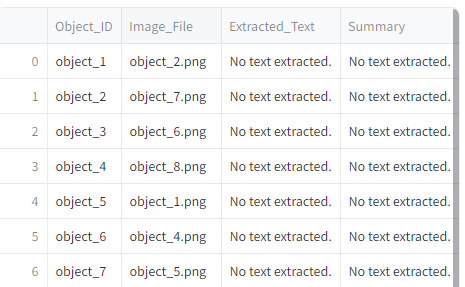 Object_ID Image_File Extracted_Text Summary
0 object_1 object_2.png No text extracted. No text extracted.
1 object_2 object_7.png No text extracted. No text extracted.
2 object_3 object_6.png No text extracted. No text extracted.
3 object_4 object_8.png No text extracted. No text extracted.
4 object_5 object_1.png No text extracted. No text extracted.
5 object_6 object_4.png No text extracted. No text extracted.
6 object_7 object_5.png No text extracted. No text extracted.